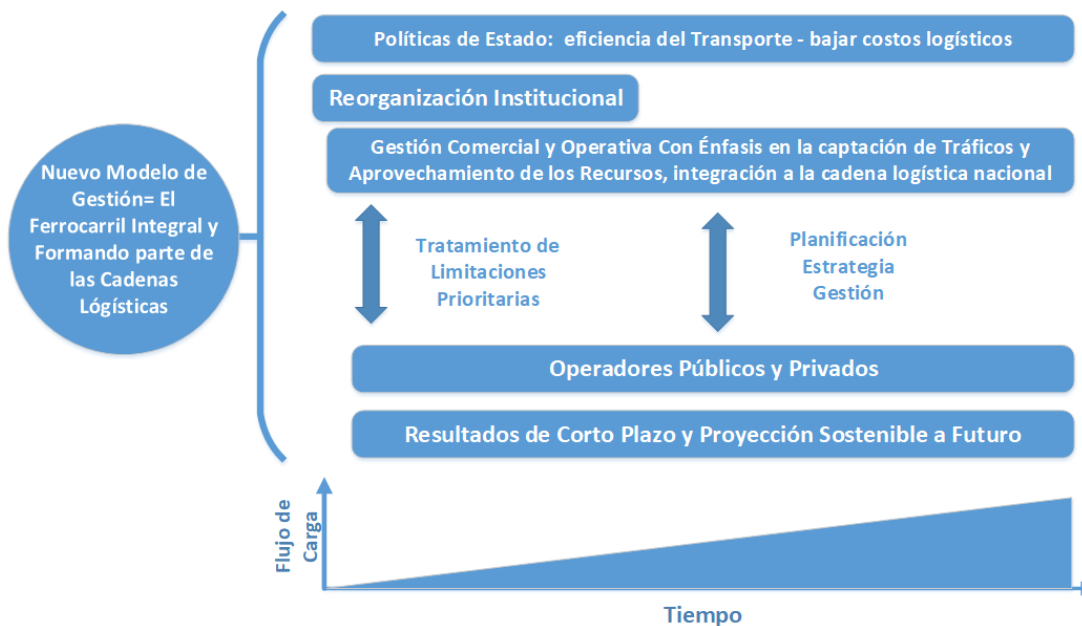 Políticas de Estado: eficiencia del Transporte - bajar costos logísticos
Reorganización Institucional
Gestión Comercial y Operativa Con Énfasis en la captación de Tráficos y
Aprovechamiento de los Recursos, integración a la cadena logística nacional
Nuevo Modelo de
Gestión= El
Ferrocarril Integral y
Formando parte de
las Cadenas
Lógísticas
Tratamiento de
Limitaciones
Prioritarias
Planificación
Estrategia
Gestión
Operadores Públicos y Privados
Resultados de Corto Plazo y Proyección Sostenible a Futuro
Flujo de
Carga
Tiempo